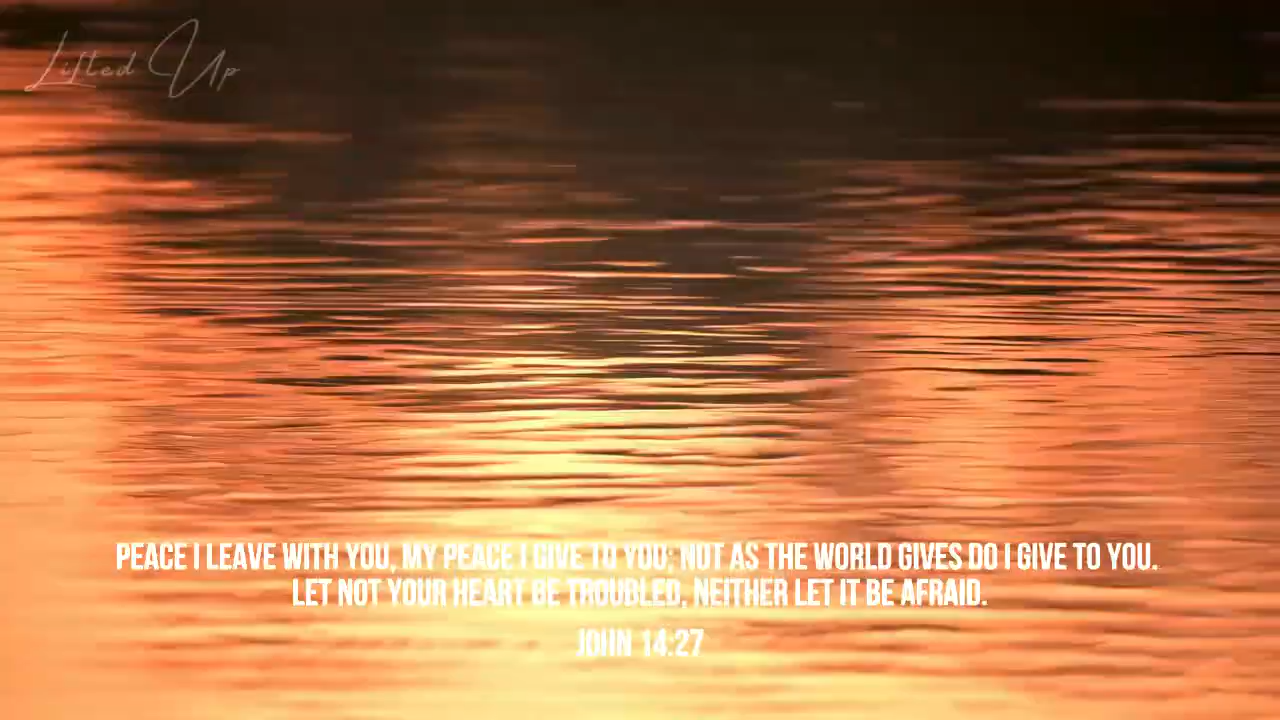 Lifted Up
PEACE I LEAVE WITH YOU, MY PEACE I GIVE TO YOU; NOT AS THE WORLD GIVES DO I GIVE TO YOU.
LET NOT YOUR HEART BE TROUBLED, NEITHER LET IT BE AFRAID.
JOHN 14:27